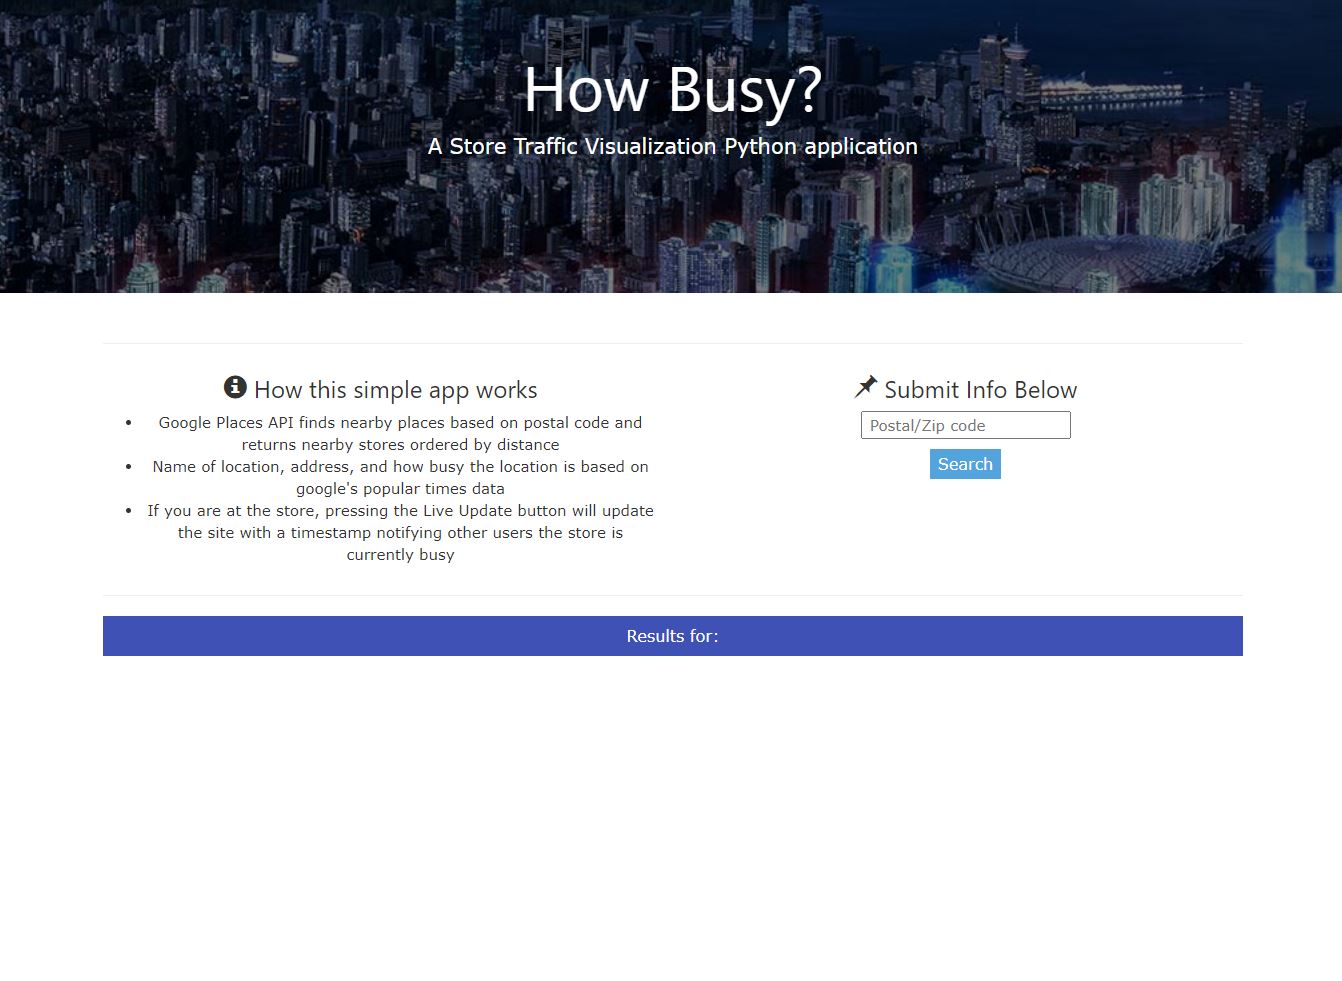 How Busy?
A Store Traffic Visualization Python application
How this simple app works
Google Places API finds nearby places based on postal code and
returns nearby stores ordered by distance
Name of location, address, and how busy the location is based on
google's popular times data
If you are at the store, pressing the Live Update button will update
the site with a timestamp notifying other users the store is
currently busy
Submit Info Below
Postal/Zip code
Search
Results for: